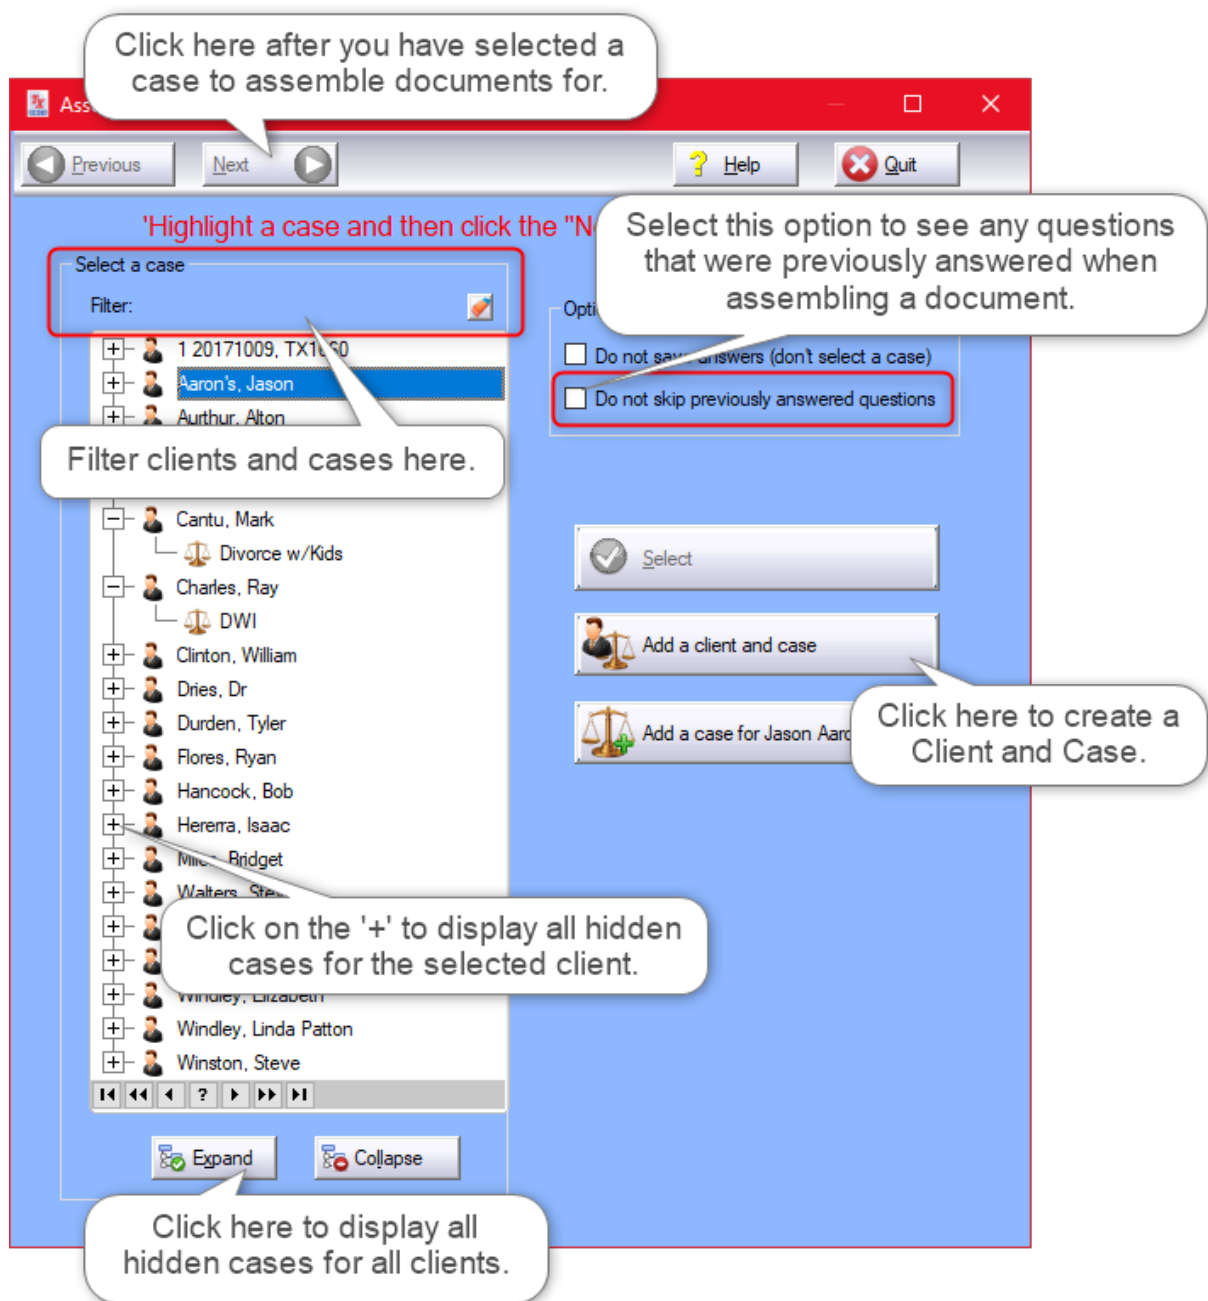 Click here after you have selected a
case to assemble documents for.
Previous
Next
Help
Quit
'Highlight a case and then click the
Select this option to see any questions
that were previously answered when
assembling a document.
Select a case
Filter:
1 20171009,
Aaron's, Jason
Aurthur, Alton
Do not save answers (don't select a case)
Do not skip previously answered questions
Filter clients and cases here.
Cantu, Mark
Divorce w/Kids
Charles, Ray
DWI
Clinton, William
Dries, Dr
Durden, Tyler
Flores, Ryan
Hancock, Bob
Hererra, Isaac
Bridget
Walters,
Select
Add a client and case
Add a case for Jason
Click here to create a
Client and Case.
Click on the '+' to display all hidden
cases for the selected client.
Windley, Elizabeth
Windley, Linda Patton
Winston, Steve
?
Expand
Collapse
Click here to display all
hidden cases for all clients.